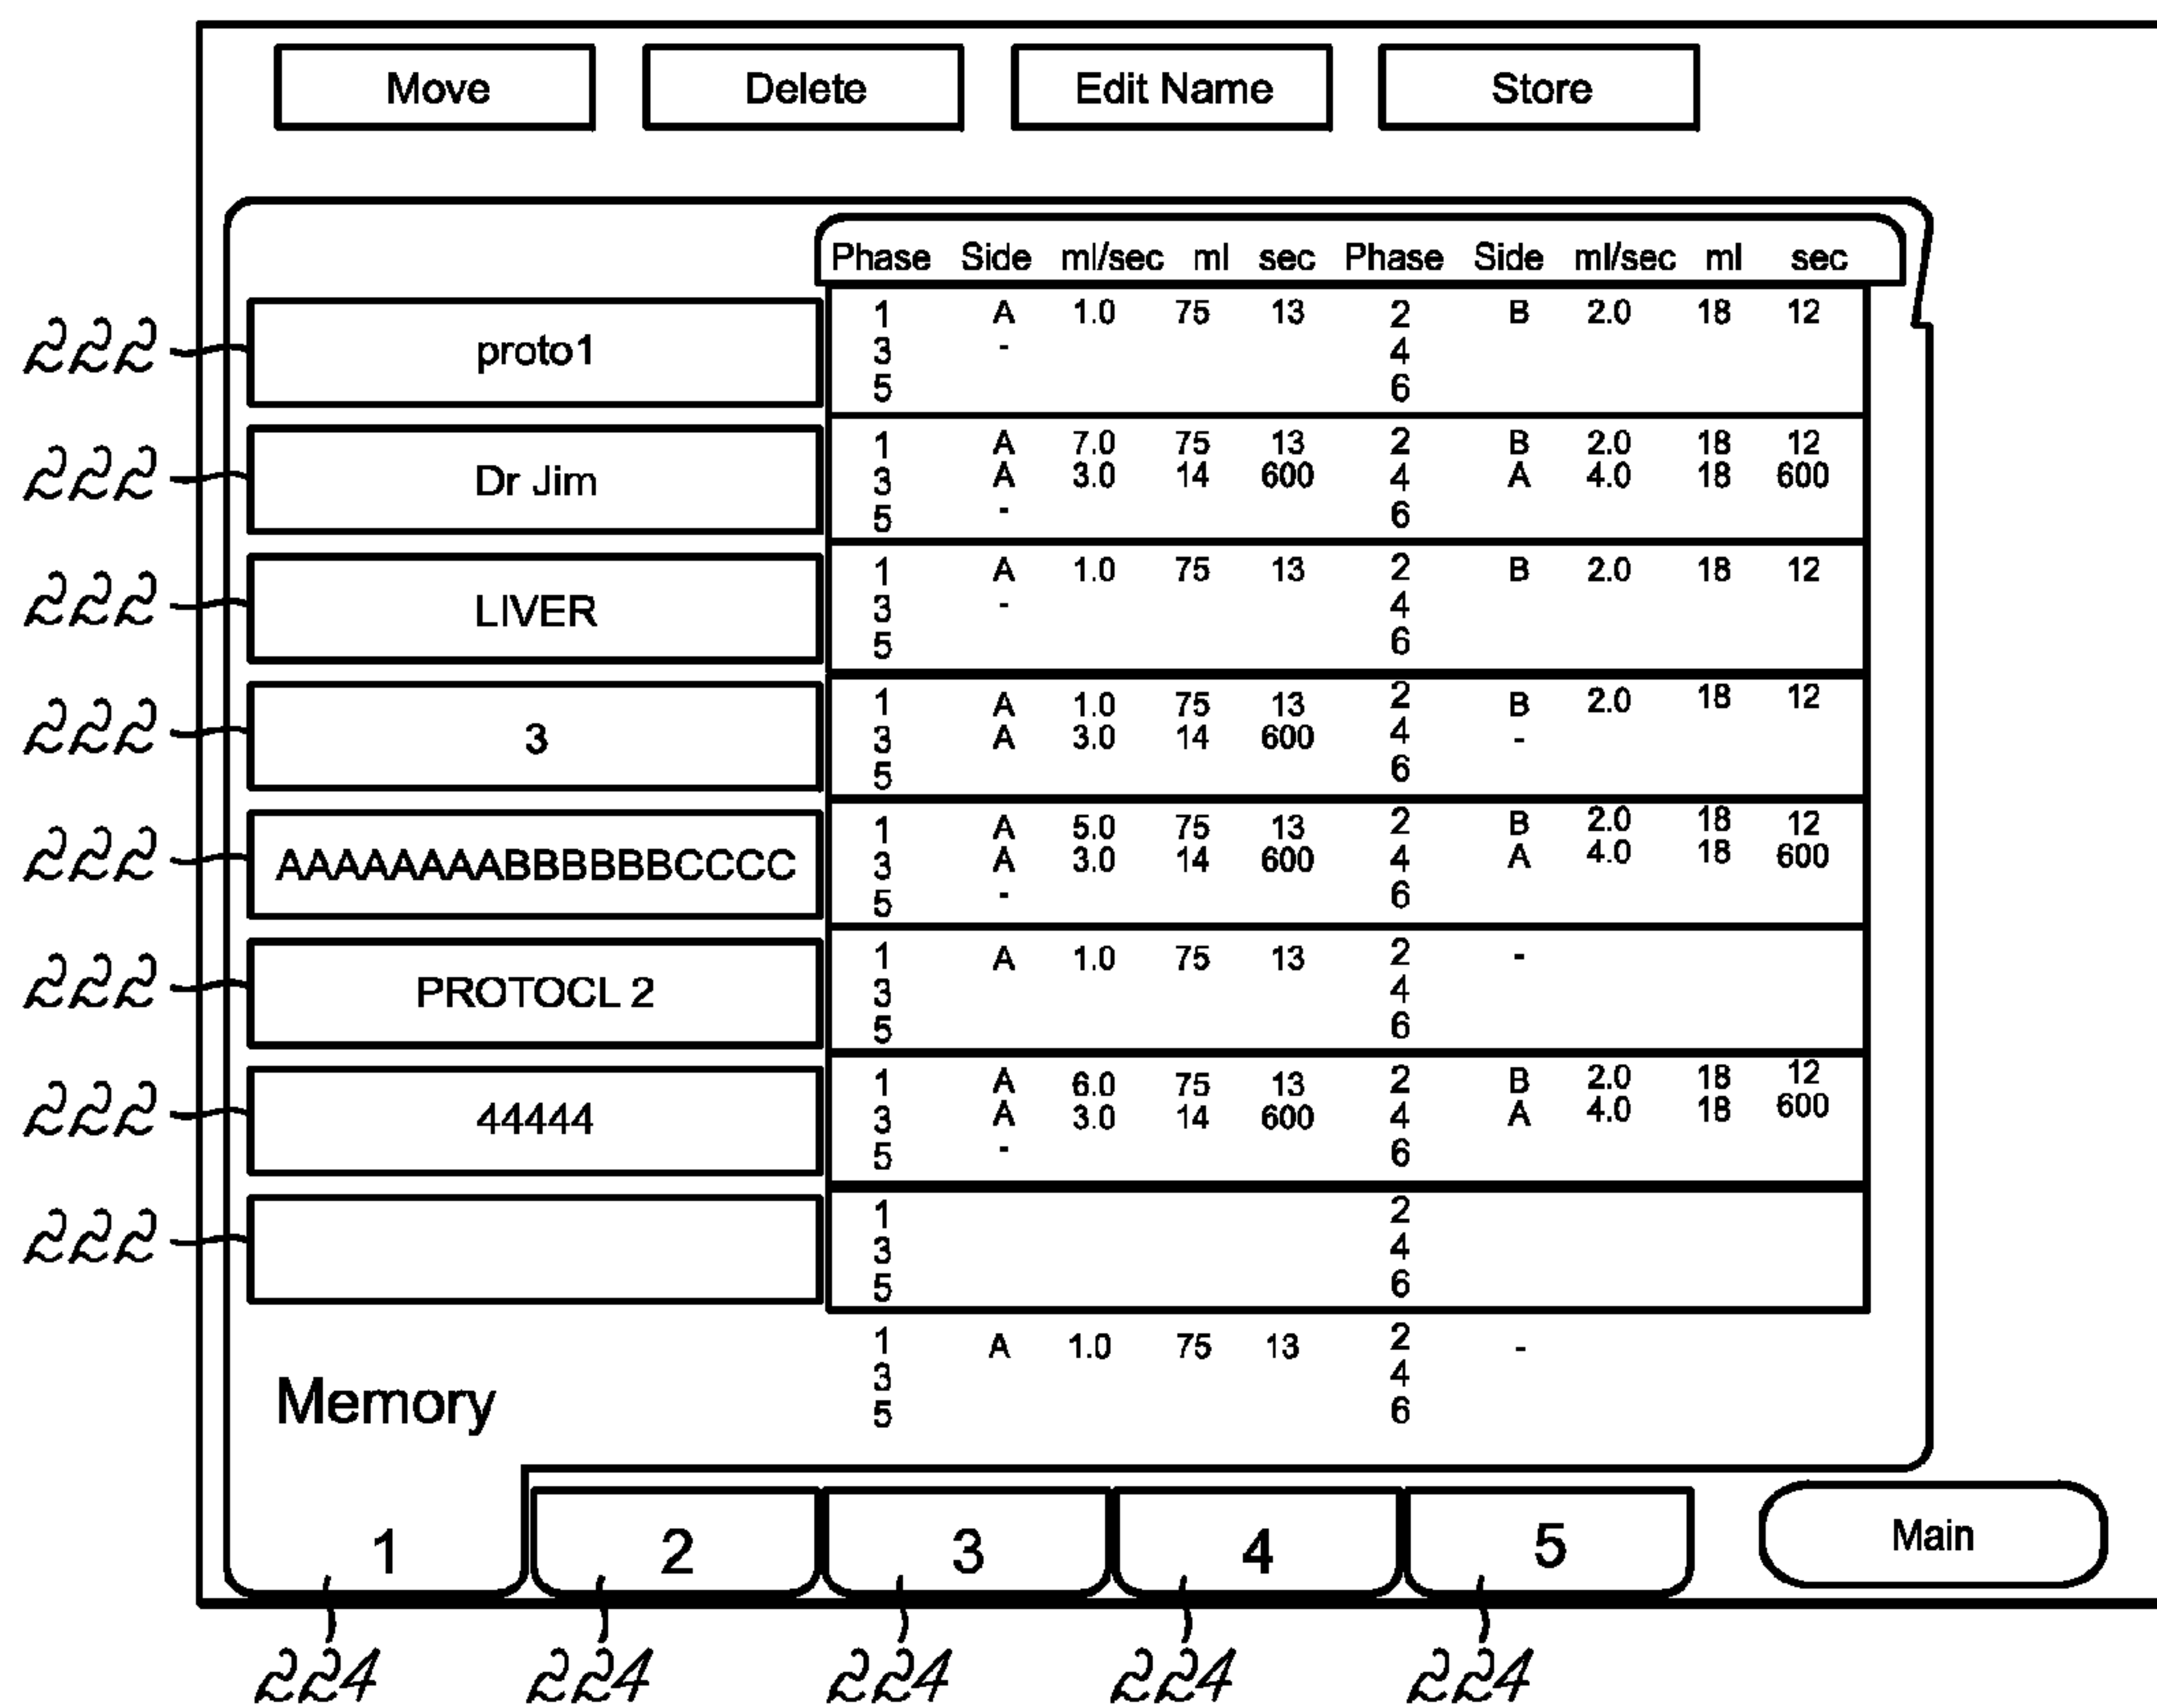 Move Delete Edit Name Store
Phase Side ml/sec ml sec Phase Side ml/sec ml sec
1 A 1.0 75 13 2 B 2.0 18 12
222 proto1 3 - 4
5 6
1 A 7.0 75 13 2 B 2.0 18 12
222 Dr Jim 3 A 3.0 14 600 4 A 4.0 18 600
5 - 6
1 A 1.0 75 13 2 B 2.0 18 12
222 LIVER 3 - 4
5 6
1 A 1.0 75 13 2 B 2.0 18 12
222 3 3 A 3.0 14 600 4 -
5 6
1 A 5.0 75 13 2 B 2.0 18 12
222 AAAAAAAABBBBBBCCCC 3 A 3.0 14 600 4 A 4.0 18 600
5 - 6
1 A 1.0 75 13 2 -
222 PROTOCL 2 3 4
5 6
1 A 6.0 75 13 2 B 2.0 18 12
222 44444 3 A 3.0 14 600 4 A 4.0 18 600
5 - 6
1 2
222 3 4
5 6
1 A 1.0 75 13 2 -
3 4
Memory 5 6
1 2 3 4 5 Main
224 224 224 224 224